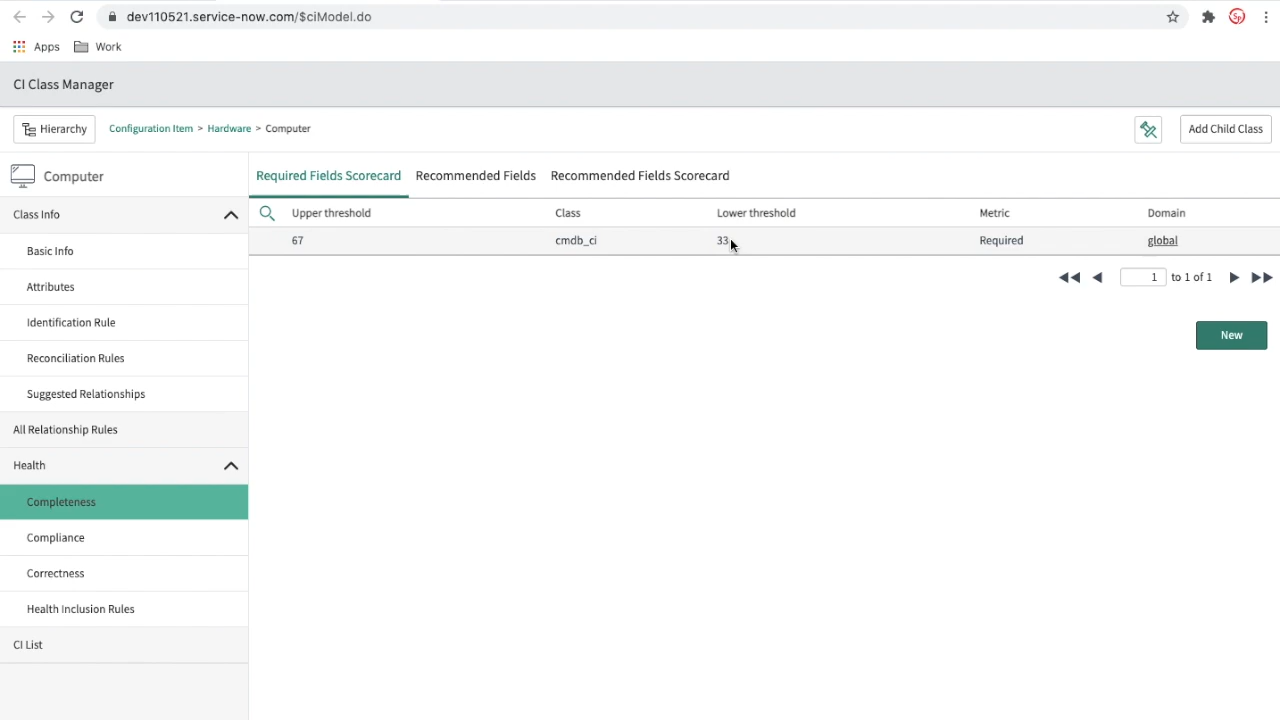 dev110521.service-now.com/$ciModel.do
Sp
Apps Work
CI Class Manager
Hierarchy Configuration Item > Hardware > Computer Add Child Class
Computer
Required Fields Scorecard Recommended Fields Recommended Fields Scorecard
Class Info
Upper threshold Class Lower threshold Metric Domain
67 cmdb_ci 33 Required global
Basic Info
1 to 1 of 1
Attributes
Identification Rule
New
Reconciliation Rules
Suggested Relationships
All Relationship Rules
Health
Completeness
Compliance
Correctness
Health Inclusion Rules
CI List